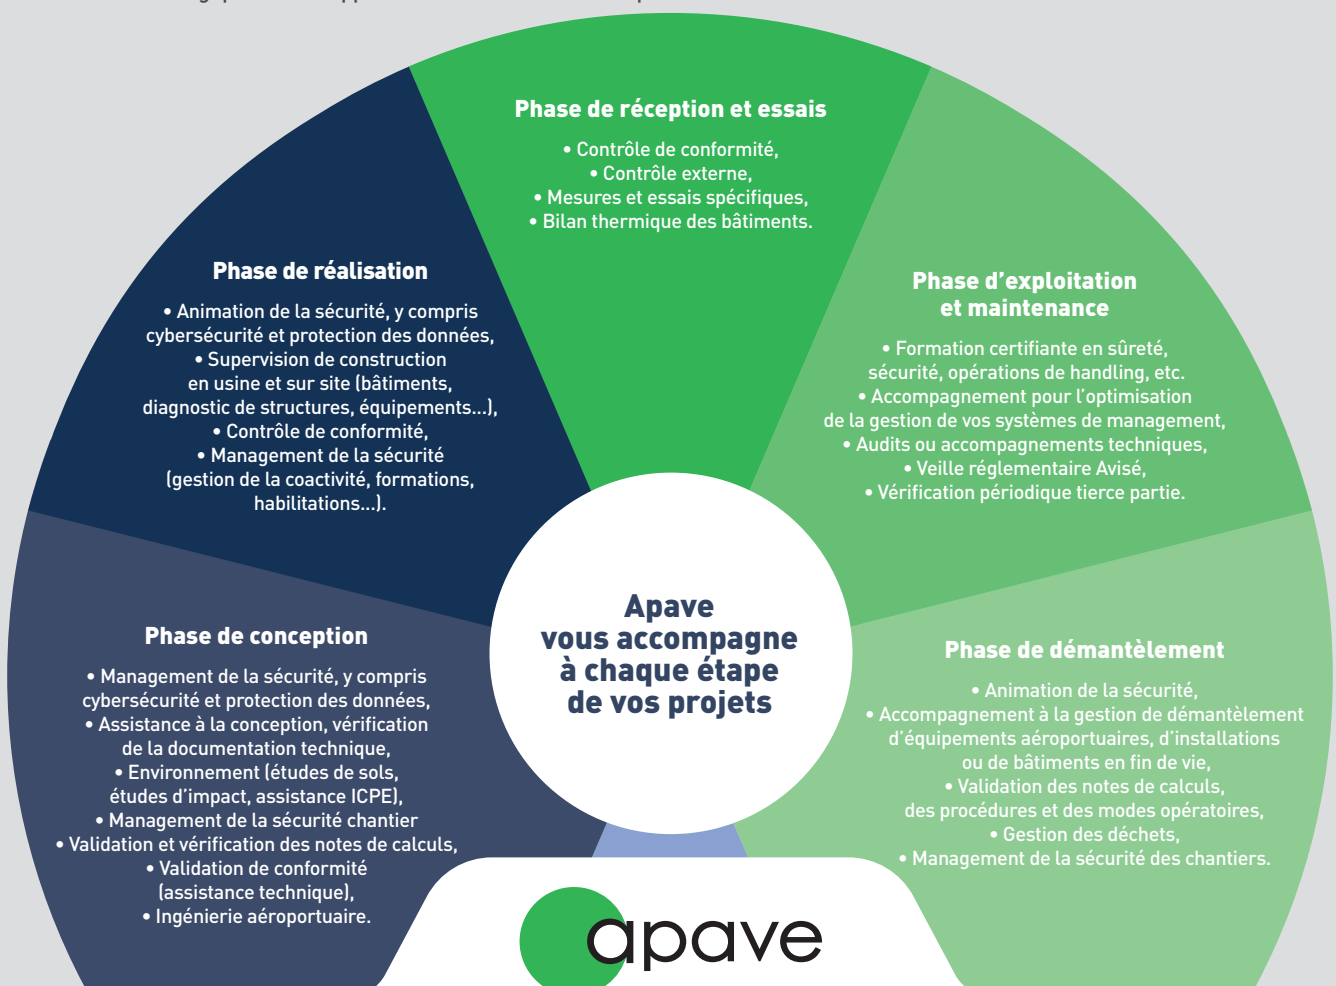 Phase de réception et essais
• Contrôle de conformité,
• Contrôle externe,
• Mesures et essais spécifiques,
• Bilan thermique des bâtiments.
Phase de réalisation
• Animation de la sécurité, y compris
cybersécurité et protection des données,
• Supervision de construction
en usine et sur site (bâtiments,
diagnostic de structures, équipements...),
• Contrôle de conformité,
• Management de la sécurité
(gestion de la coactivité, formations,
habilitations...).
Phase d'exploitation
et maintenance
• Formation certifiante en sûreté,
sécurité, opérations de handling, etc.
• Accompagnement pour l'optimisation
de la gestion de vos systèmes de management,
• Audits ou accompagnements techniques,
• Veille réglementaire Avisé,
• Vérification périodique tierce partie.
Phase de conception
• Management de la sécurité, y compris
cybersécurité et protection des données,
• Assistance à la conception, vérification
de la documentation technique,
• Environnement (études de sols,
études d'impact, assistance ICPE),
• Management de la sécurité chantier
• Validation et vérification des notes de calculs,
• Validation de conformité
(assistance technique),
• Ingénierie aéroportuaire.
Apave
vous accompagne
à chaque étape
de vos projets
Phase de démantèlement
• Animation de la sécurité,
• Accompagnement à la gestion de démantèlement
d'équipements aéroportuaires, d'installations
ou de bâtiments en fin de vie,
• Validation des notes de calculs,
des procédures et des modes opératoires,
• Gestion des déchets,
• Management de la sécurité des chantiers.
apave